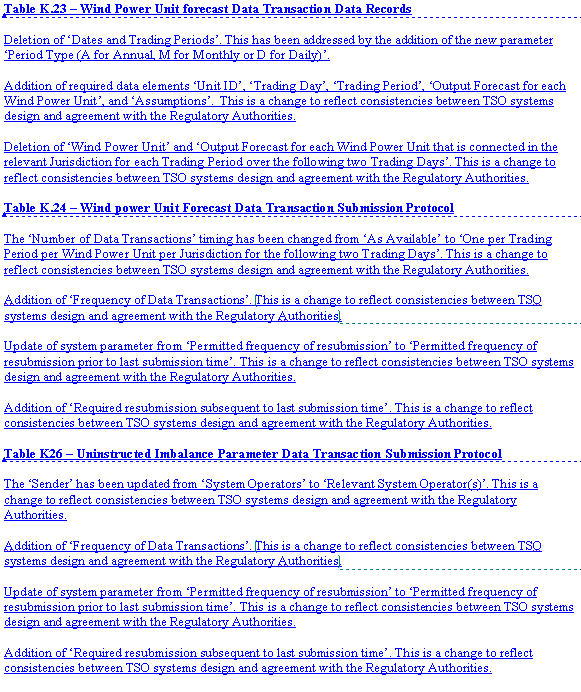 Table K.23 – Wind Power Unit forecast Data Transaction Data Records
Deletion of ‘Dates and Trading Periods’. This has been addressed by the addition of the new parameter
‘Period Type (A for Annual, M for Monthly or D for Daily)’.
Addition of required data elements ‘Unit ID’, ‘Trading Day’, ‘Trading Period’, ‘Output Forecast for each
Wind Power Unit’, and ‘Assumptions’. This is a change to reflect consistencies between TSO systems
design and agreement with the Regulatory Authorities.
Deletion of ‘Wind Power Unit’ and ‘Output Forecast for each Wind Power Unit that is connected in the
relevant Jurisdiction for each Trading Period over the following two Trading Days’. This is a change to
reflect consistencies between TSO systems design and agreement with the Regulatory Authorities.
Table K.24 – Wind power Unit Forecast Data Transaction Submission Protocol
The ‘Number of Data Transactions’ timing has been changed from ‘As Available’ to ‘One per Trading
Period per Wind Power Unit per Jurisdiction for the following two Trading Days’. This is a change to
reflect consistencies between TSO systems design and agreement with the Regulatory Authorities.
Addition of ‘Frequency of Data Transactions’. This is a change to reflect consistencies between TSO
systems design and agreement with the Regulatory Authorities.
Update of system parameter from ‘Permitted frequency of resubmission’ to ‘Permitted frequency of
resubmission prior to last submission time’. This is a change to reflect consistencies between TSO systems
design and agreement with the Regulatory Authorities.
Addition of ‘Required resubmission subsequent to last submission time’. This is a change to reflect
consistencies between TSO systems design and agreement with the Regulatory Authorities.
Table K26 – Uninstructed Imbalance Parameter Data Transaction Submission Protocol
The ‘Sender’ has been updated from ‘System Operators’ to ‘Relevant System Operator(s)’. This is a
change to reflect consistencies between TSO systems design and agreement with the Regulatory
Authorities.
Addition of ‘Frequency of Data Transactions’. This is a change to reflect consistencies between TSO
systems design and agreement with the Regulatory Authorities.
Update of system parameter from ‘Permitted frequency of resubmission’ to ‘Permitted frequency of
resubmission prior to last submission time’. This is a change to reflect consistencies between TSO systems
design and agreement with the Regulatory Authorities.
Addition of ‘Required resubmission subsequent to last submission time’. This is a change to reflect
consistencies between TSO systems design and agreement with the Regulatory Authorities.